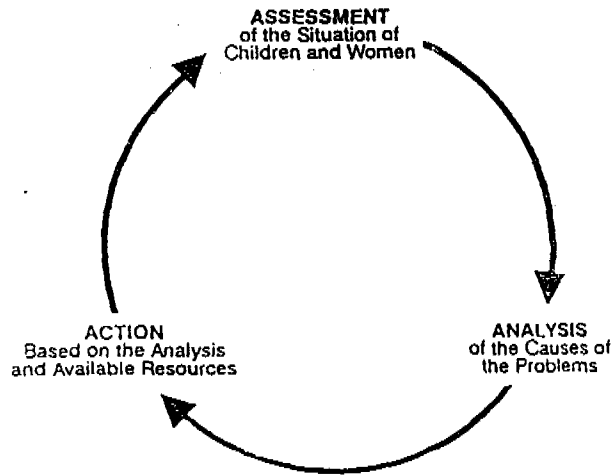 ASSESSMENT
of the Situation of
Children and Women
ANALYSIS
of the Causes of
the Problems
ACTION
Based on the Analysis
and Available Resources